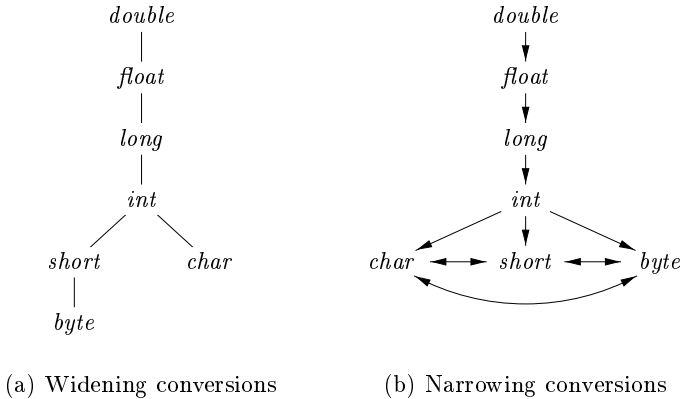 double
float
long
int
short char
byte
(a) Widening conversions
double
float
long
int
char short byte
(b) Narrowing conversions